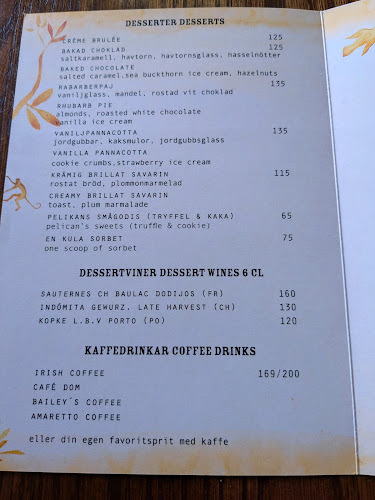 DESSERTER DESSERTS
CRÈME BRULÉE 125
BAKAD CHOKLAD 125
saltkaramell, havtorn, havtornsglass, hasselnötter
BAKED CHOCOLATE
salted caramel,sea buckthorn ice cream, hazelnuts
RABARBERPAJ 135
vaniljglass, mandel, rostad vit choklad
RHUBARB PIE
almonds, roasted white chocolate
vanilla ice cream
VANILJPANNACOTTA 135
jordgubbar, kaksmulor, jordgubbsglass
VANILLA PANNACOTTA
cookie crumbs,strawberry ice cream
KRÄMIG BRILLAT SAVARIN 115
rostat bröd, plommonmarmelad
CREAMY BRILLAT SAVARIN
toast, plum marmalade
PELIKANS SMÅGODIS (TRYFFEL & KAKA) 65
pelican's sweets (truffle & cookie)
EN KULA SORBET 75
one scoop of sorbet
DESSERTVINER DESSERT WINES 6 CL
SAUTERNES CH BAULAC DODIJOS (FR) 160
INDÓMITA GEWURZ. LATE HARVEST (CH) 130
KOPKE L.B.V PORTO (PO) 120
KAFFEDRINKAR COFFEE DRINKS
IRISH COFFEE 169/200
CAFÉ DOM
BAILEY´S COFFEE
AMARETTO COFFEE
eller din egen favoritsprit med kaffe